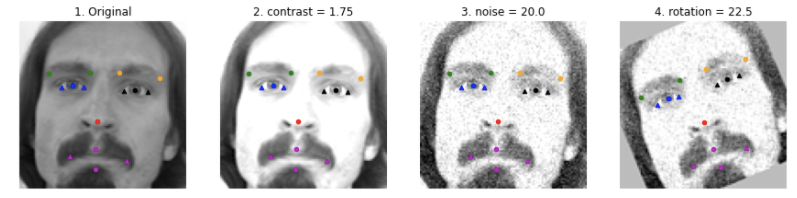 1. Original
2. contrast = 1.75
3. noise = 20.0
4. rotation = 22.5